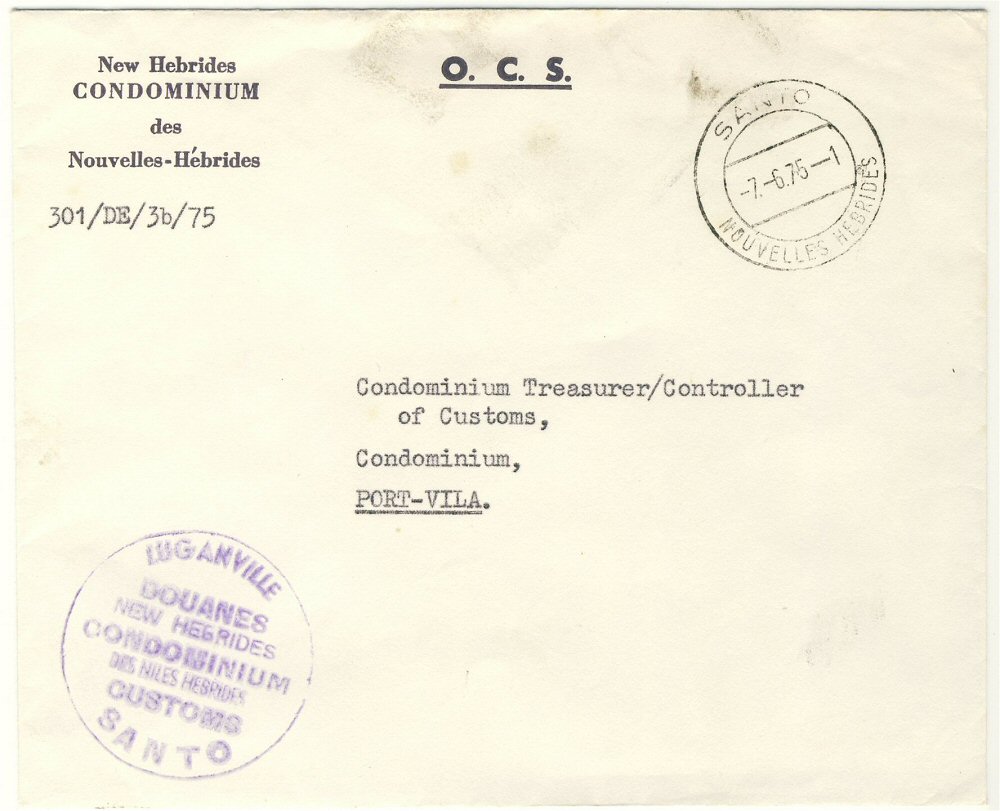 New Hebrides
CONDOMINIUM
des
Nouvelles-Hébrides
301/DE/3b/75
O. C. S.
SANTO
-7.-6.75-1
NOUVELLES HEBRIDES
Condominium Treasurer/Controller
of Customs,
Condominium,
PORT-VILA.
LUGANVILLE
DOUANES
NEW HEBRIDES
CONDOMINIUM
DES NLLES HEBRIDES
CUSTOMS
SANTO